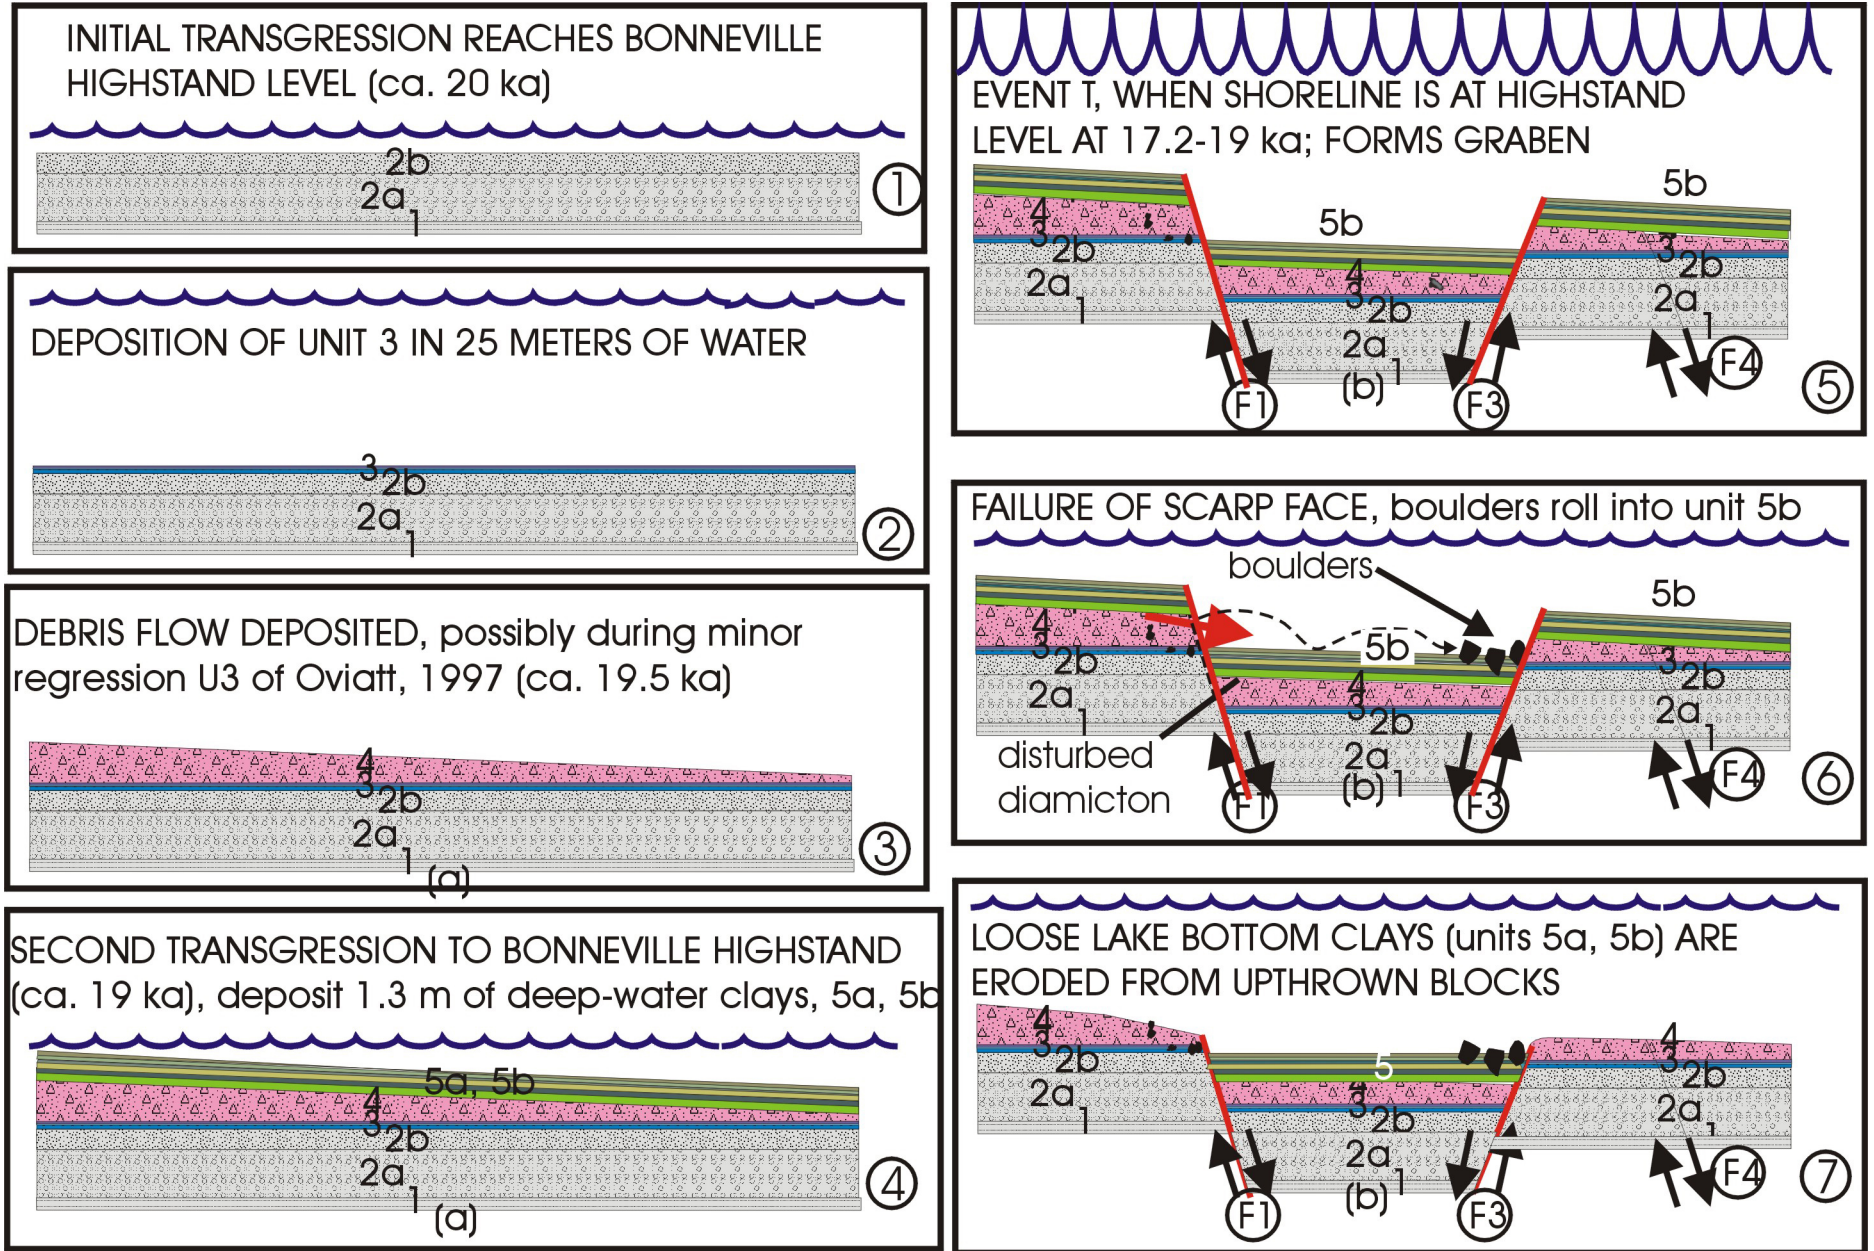 INITIAL TRANSGRESSION REACHES BONNEVILLE
HIGHSTAND LEVEL (ca. 20 ka)
2b
2a
1
1
DEPOSITION OF UNIT 3 IN 25 METERS OF WATER
3
2b
2a
1
2
DEBRIS FLOW DEPOSITED, possibly during minor
regression U3 of Oviatt, 1997 (ca. 19.5 ka)
4
3
2b
2a
1
(a)
3
SECOND TRANSGRESSION TO BONNEVILLE HIGHSTAND
(ca. 19 ka), deposit 1.3 m of deep-water clays, 5a, 5b
5a, 5b
4
3
2b
2a
1
(a)
4
EVENT T, WHEN SHORELINE IS AT HIGHSTAND
LEVEL AT 17.2-19 ka; FORMS GRABEN
4
3
2b
2a
1
5b
4
3
2b
2a
1
(b)
5b
3
2b
2a
1
F1
F3
F4
5
FAILURE OF SCARP FACE, boulders roll into unit 5b
boulders
4
3
2b
2a
1
5b
4
3
2b
2a
1
(b)
5b
3
2b
2a
1
disturbed
diamicton
F1
F3
F4
6
LOOSE LAKE BOTTOM CLAYS (units 5a, 5b) ARE
ERODED FROM UPTHROWN BLOCKS
4
3
2b
2a
1
5
4
3
2b
2a
1
(b)
4
3
2b
2a
1
F1
F3
F4
7